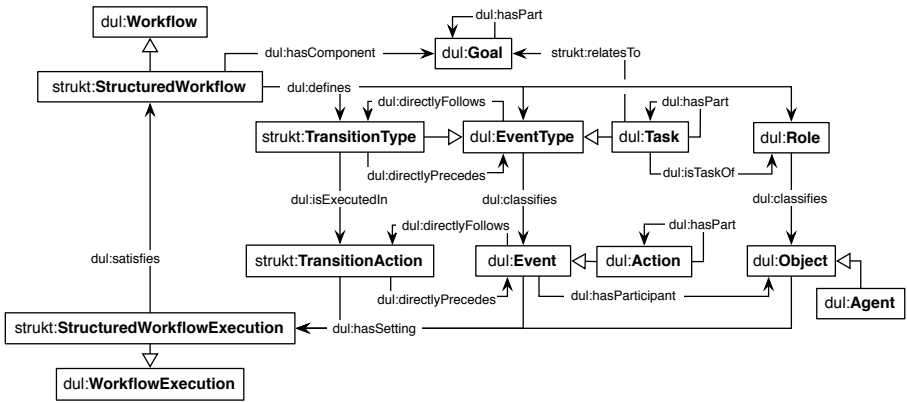 dul:Workflow
dul:hasPart
dul:hasComponent
dul:Goal
strukt:relatesTo
strukt:StructuredWorkflow
dul:defines
dul:directlyFollows
dul:hasPart
strukt:TransitionType
dul:EventType
dul:Task
dul:Role
dul:directlyPrecedes
dul:isTaskOf
dul:isExecutedIn
dul:classifies
dul:classifies
dul:directlyFollows
dul:hasPart
dul:satisfies
strukt:TransitionAction
dul:Event
dul:Action
dul:Object
dul:directlyPrecedes
dul:hasParticipant
dul:Agent
strukt:StructuredWorkflowExecution
dul:hasSetting
dul:WorkflowExecution